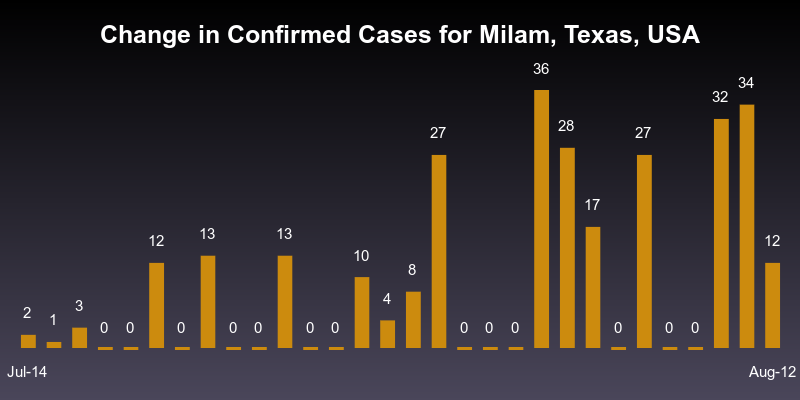 Change in Confirmed Cases for Milam, Texas, USA
2 1 3 0 0 12 0 13 0 0 13 0 0 10 4 8 27 0 0 0 36 28 17 0 27 0 0 32 34 12
Jul-14 Aug-12